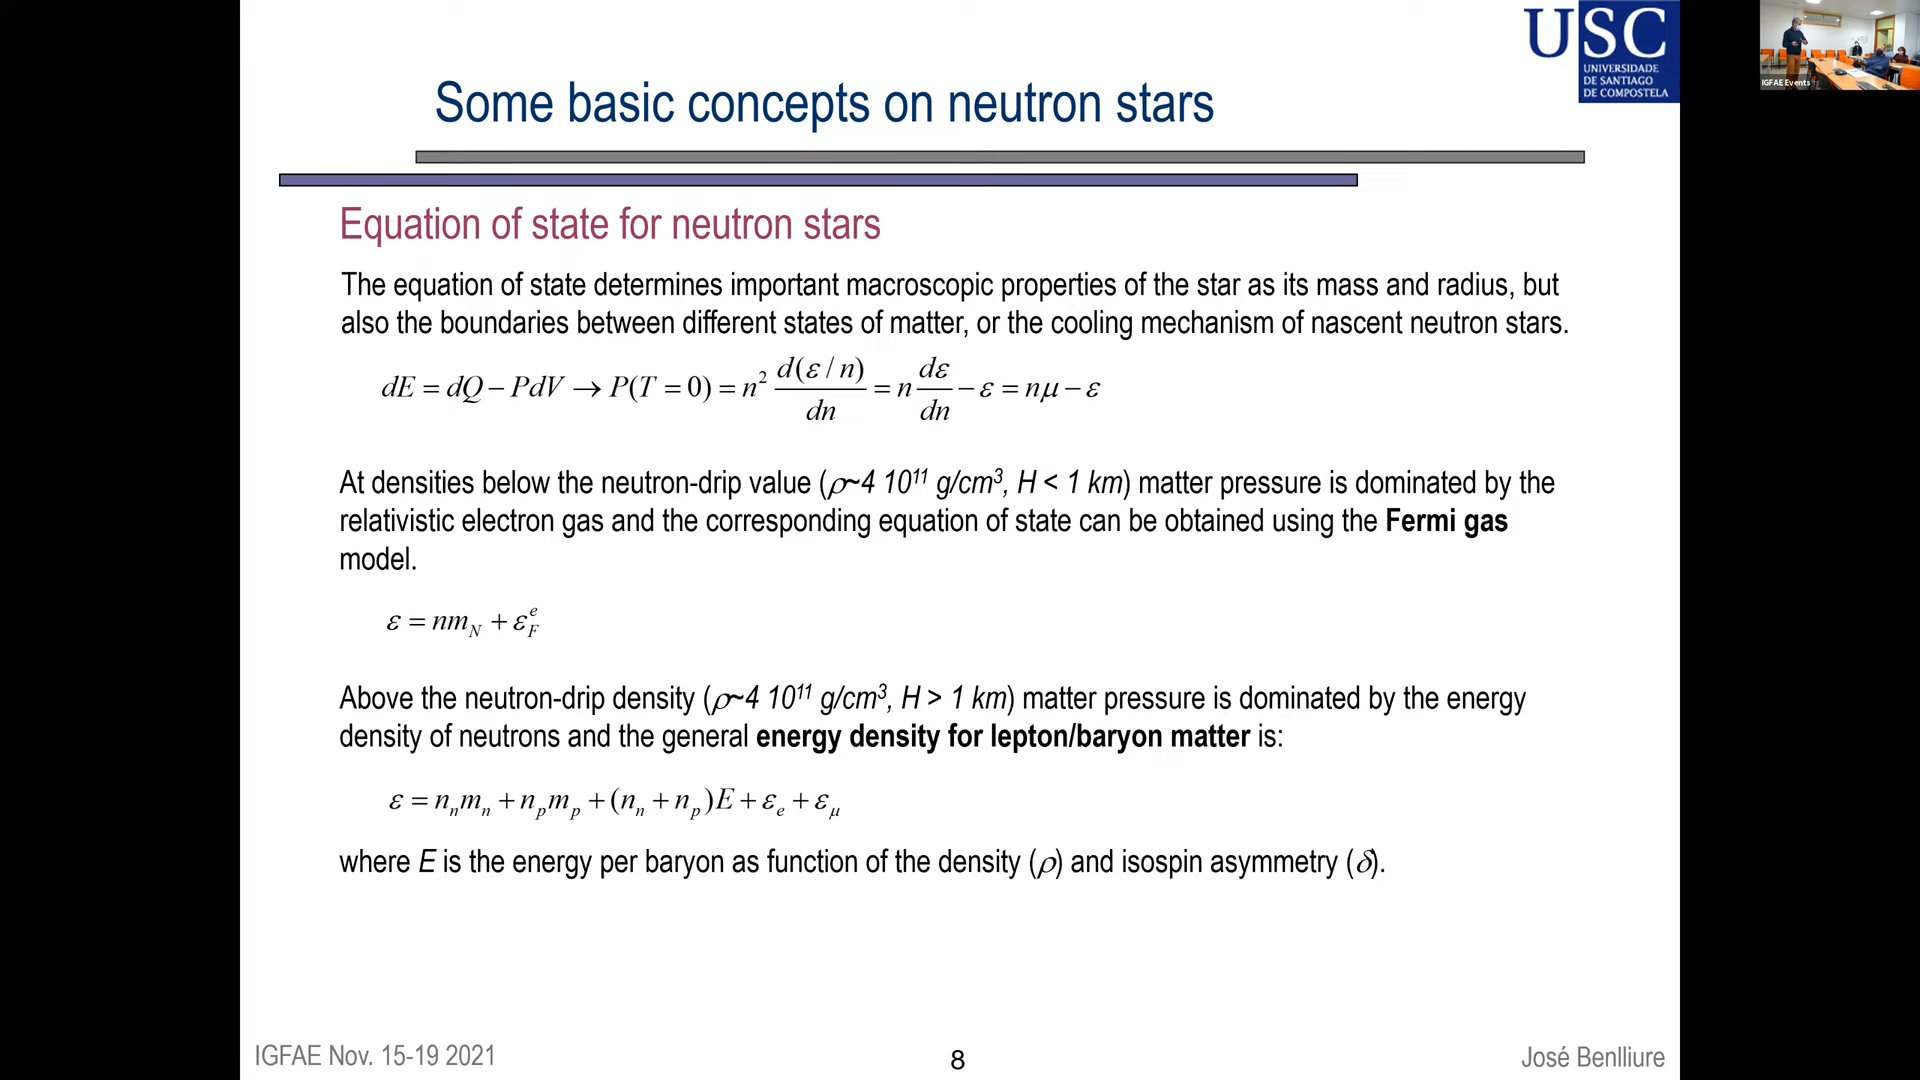 USC
UNIVERSIDADE
DE SANTIAGO
DE COMPOSTELA
IGFAE Events
Some basic concepts on neutron stars
Equation of state for neutron stars
The equation of state determines important macroscopic properties of the star as its mass and radius, but
also the boundaries between different states of matter, or the cooling mechanism of nascent neutron stars.
dE = dQ − PdV → P(T = 0) = n² d(ε / n)/dn = n dε/dn − ε = nμ − ε
At densities below the neutron-drip value (ρ~4 10¹¹ g/cm³, H < 1 km) matter pressure is dominated by the
relativistic electron gas and the corresponding equation of state can be obtained using the Fermi gas
model.
ε = nm_N + ε_F^e
Above the neutron-drip density (ρ~4 10¹¹ g/cm³, H > 1 km) matter pressure is dominated by the energy
density of neutrons and the general energy density for lepton/baryon matter is:
ε = n_n m_n + n_p m_p + (n_n + n_p)E + ε_e + ε_μ
where E is the energy per baryon as function of the density (ρ) and isospin asymmetry (δ).
IGFAE Nov. 15-19 2021
8
José Benlliure